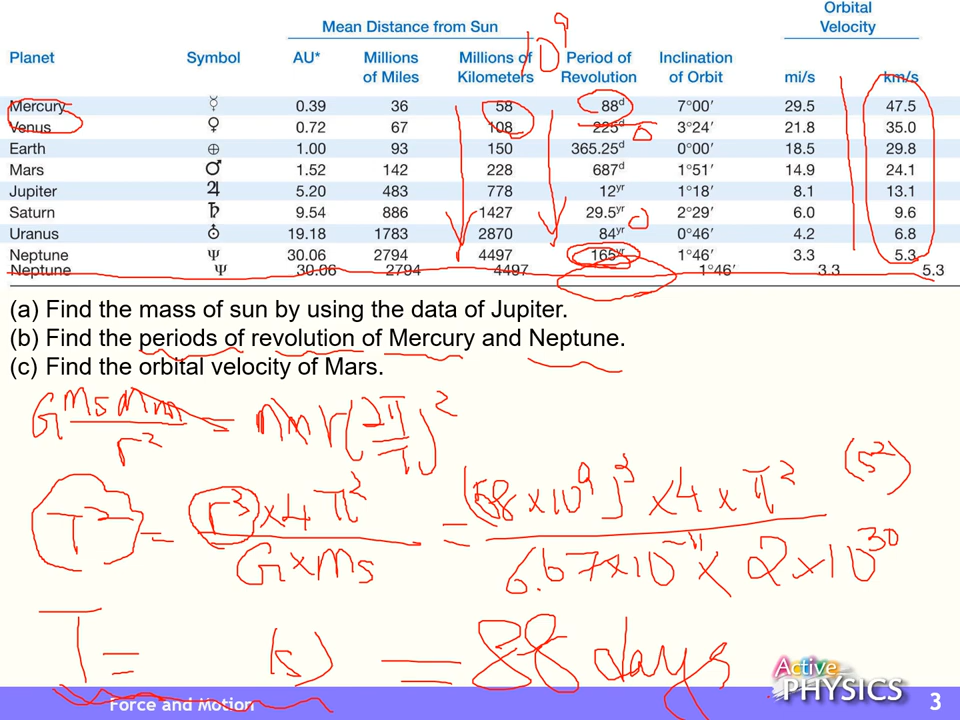 Mean Distance from Sun Orbital Velocity
10⁹
Planet Symbol AU* Millions of Miles Millions of Kilometers Period of Revolution Inclination of Orbit mi/s km/s
Mercury ☿ 0.39 36 58 88ᵈ 7°00′ 29.5 47.5
Venus ♀ 0.72 67 108 225ᵈ 3°24′ 21.8 35.0
Earth ⊕ 1.00 93 150 365.25ᵈ 0°00′ 18.5 29.8
Mars ♂ 1.52 142 228 687ᵈ 1°51′ 14.9 24.1
Jupiter ♃ 5.20 483 778 12ʸʳ 1°18′ 8.1 13.1
Saturn ♄ 9.54 886 1427 29.5ʸʳ 2°29′ 6.0 9.6
Uranus ⛢ 19.18 1783 2870 84ʸʳ 0°46′ 4.2 6.8
Neptune Ψ 30.06 2794 4497 165ʸʳ 1°46′ 3.3 5.3
Neptune Ψ 30.06 2794 4497 1°46′ 3.3 5.3
(a) Find the mass of sun by using the data of Jupiter.
(b) Find the periods of revolution of Mercury and Neptune.
(c) Find the orbital velocity of Mars.
G Ms Mm / r² = Mm r (2π / T)²
T² = r³ × 4π² / G × Ms = (58 × 10⁹)³ × 4 × π² / 6.67 × 10⁻¹¹ × 2 × 10³⁰ (s²)
T = (s) = 88 days
Force and Motion
Active PHYSICS 3